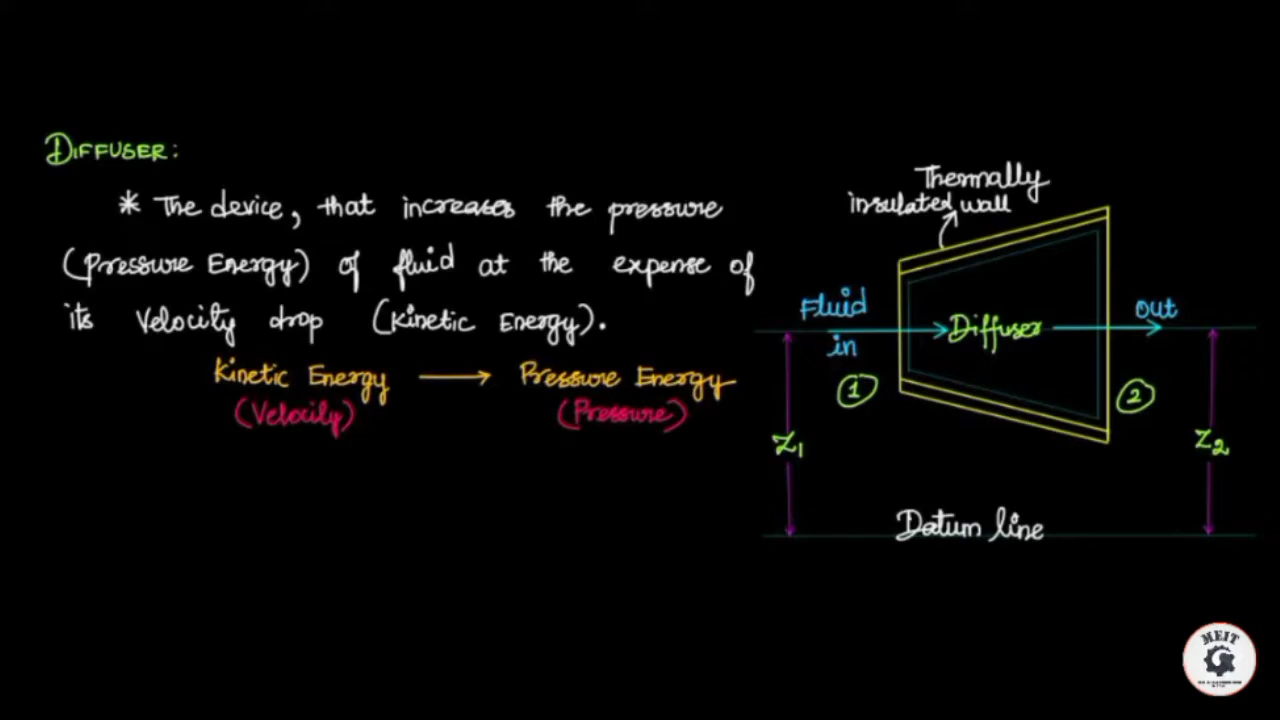 DIFFUSER:
* The device, that increases the pressure
(Pressure Energy) of fluid at the expense of
its Velocity drop (Kinetic Energy).
Kinetic Energy → Pressure Energy
(Velocity) (Pressure)
Thermally
insulated wall
Fluid
in
Diffuser
out
1
2
Z1
Z2
Datum line
MEIT